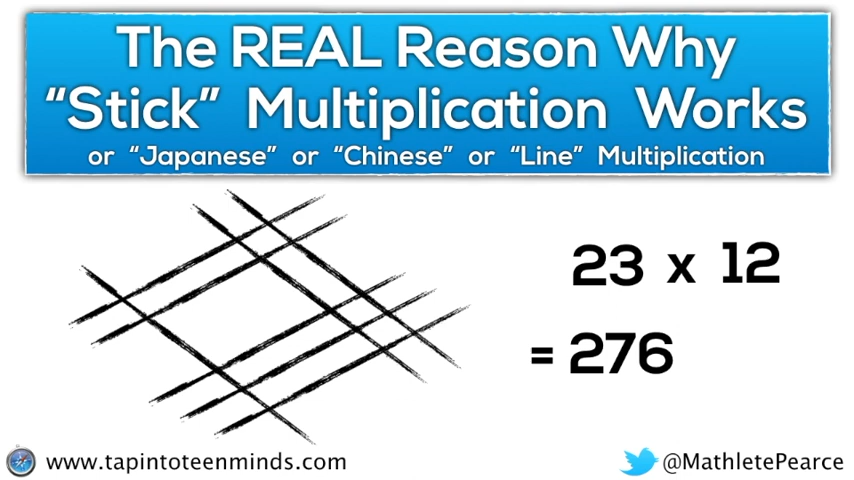 The REAL Reason Why
“Stick” Multiplication Works
or “Japanese” or “Chinese” or “Line” Multiplication
23 x 12
= 276
www.tapintoteenminds.com
@MathletePearce